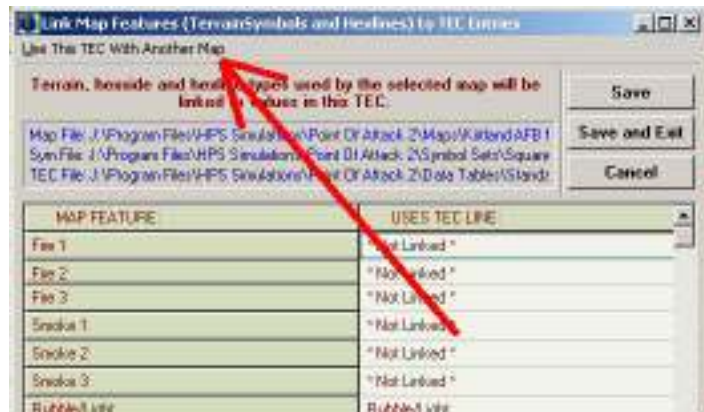 Link Map Features (TerrainSymbols and Hexlines) to TEC Entries
Use This TEC With Another Map
Terrain, hexside and hexline types used by the selected map will be
linked to values in this TEC.
Save
Map File: J:\Program Files\HPS Simulations\Point Of Attack 2\Maps\Kirtland AFB f
Save and Exit
Sym File: J:\Program Files\HPS Simulations\Point Of Attack 2\Symbol Sets\Square
TEC File: J:\Program Files\HPS Simulations\Point Of Attack 2\Data Tables\Standa
Cancel
MAP FEATURE USES TEC LINE
Fire 1 * Not Linked *
Fire 2 * Not Linked *
Fire 3 * Not Linked *
Smoke 1 * Not Linked *
Smoke 2 * Not Linked *
Smoke 3 * Not Linked *
Rubble/Light Rubble/Light